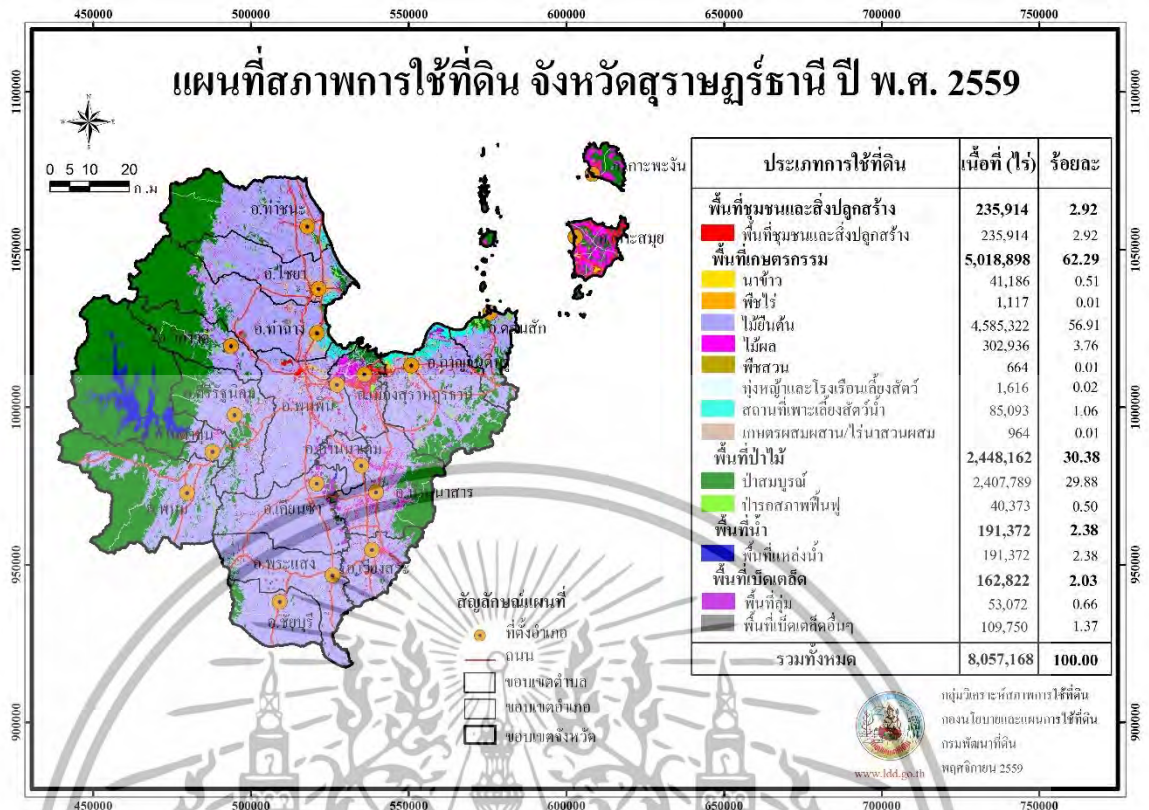 450000 500000 550000 600000 650000 700000 750000
แผนที่สภาพการใช้ที่ดิน จังหวัดสุราษฎร์ธานี ปี พ.ศ. 2559
1100000 1100000
1050000 1050000
1000000 1000000
950000 950000
900000 900000
0 5 10 20
ก.ม
อ.ท่าชนะ
อ.ไชยา
อ.ท่าฉาง
อ.พุนพิน
อ.คีรีรัฐนิคม
อ.เคียนซา
อ.พระแสง
อ.เวียงสระ
อ.ชัยบุรี
ประเภทการใช้ที่ดิน เนื้อที่ (ไร่) ร้อยละ
พื้นที่ชุมชนและสิ่งปลูกสร้าง 235,914 2.92
พื้นที่ชุมชนและสิ่งปลูกสร้าง 235,914 2.92
พื้นที่เกษตรกรรม 5,018,898 62.29
นาข้าว 41,186 0.51
พืชไร่ 1,117 0.01
ไม้ยืนต้น 4,585,322 56.91
ไม้ผล 302,936 3.76
พืชสวน 664 0.01
ทุ่งหญ้าและโรงเรือนเลี้ยงสัตว์ 1,616 0.02
สถานที่เพาะเลี้ยงสัตว์น้ำ 85,093 1.06
เกษตรผสมผสาน/ไร่นาสวนผสม 964 0.01
พื้นที่ป่าไม้ 2,448,162 30.38
ป่าสมบูรณ์ 2,407,789 29.88
ป่ารอสภาพฟื้นฟู 40,373 0.50
พื้นที่น้ำ 191,372 2.38
พื้นที่แหล่งน้ำ 191,372 2.38
พื้นที่เบ็ดเตล็ด 162,822 2.03
พื้นที่ลุ่ม 53,072 0.66
พื้นที่เบ็ดเตล็ดอื่นๆ 109,750 1.37
รวมทั้งหมด 8,057,168 100.00
สัญลักษณ์แผนที่
ที่ตั้งอำเภอ
ถนน
ขอบเขตตำบล
ขอบเขตอำเภอ
ขอบเขตจังหวัด
กลุ่มวิเคราะห์สภาพการใช้ที่ดิน
กองนโยบายและแผนการใช้ที่ดิน
กรมพัฒนาที่ดิน
พฤศจิกายน 2559
www.ldd.go.th
450000 500000 550000 600000 650000 700000 750000